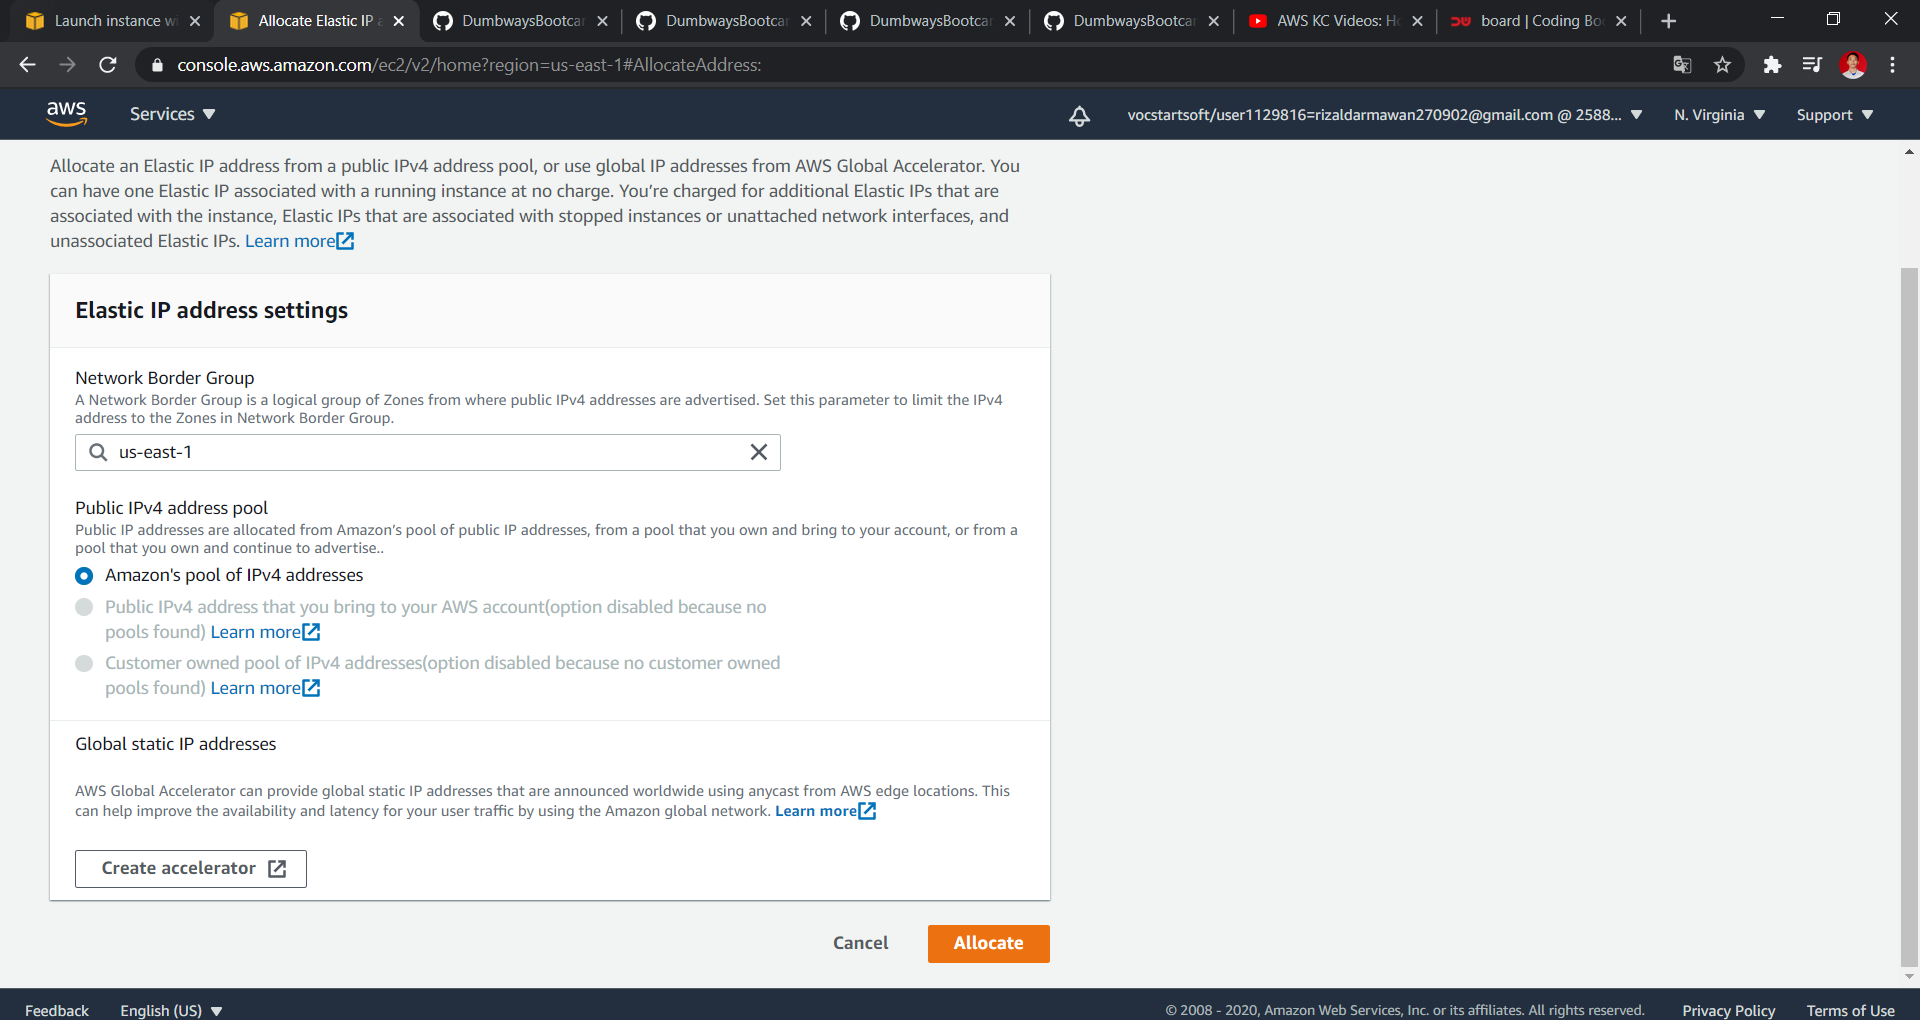 Launch instance wi
Allocate Elastic IP a
DumbwaysBootcar
DumbwaysBootcar
DumbwaysBootcar
DumbwaysBootcar
AWS KC Videos: H
board | Coding Bo
console.aws.amazon.com/ec2/v2/home?region=us-east-1#AllocateAddress:
aws
Services
vocstartsoft/user1129816=rizaldarmawan270902@gmail.com @ 2588...
N. Virginia
Support
Allocate an Elastic IP address from a public IPv4 address pool, or use global IP addresses from AWS Global Accelerator. You
can have one Elastic IP associated with a running instance at no charge. You’re charged for additional Elastic IPs that are
associated with the instance, Elastic IPs that are associated with stopped instances or unattached network interfaces, and
unassociated Elastic IPs. Learn more
Elastic IP address settings
Network Border Group
A Network Border Group is a logical group of Zones from where public IPv4 addresses are advertised. Set this parameter to limit the IPv4
address to the Zones in Network Border Group.
us-east-1
Public IPv4 address pool
Public IP addresses are allocated from Amazon’s pool of public IP addresses, from a pool that you own and bring to your account, or from a
pool that you own and continue to advertise..
Amazon's pool of IPv4 addresses
Public IPv4 address that you bring to your AWS account(option disabled because no
pools found) Learn more
Customer owned pool of IPv4 addresses(option disabled because no customer owned
pools found) Learn more
Global static IP addresses
AWS Global Accelerator can provide global static IP addresses that are announced worldwide using anycast from AWS edge locations. This
can help improve the availability and latency for your user traffic by using the Amazon global network. Learn more
Create accelerator
Cancel
Allocate
Feedback
English (US)
© 2008 - 2020, Amazon Web Services, Inc. or its affiliates. All rights reserved.
Privacy Policy
Terms of Use